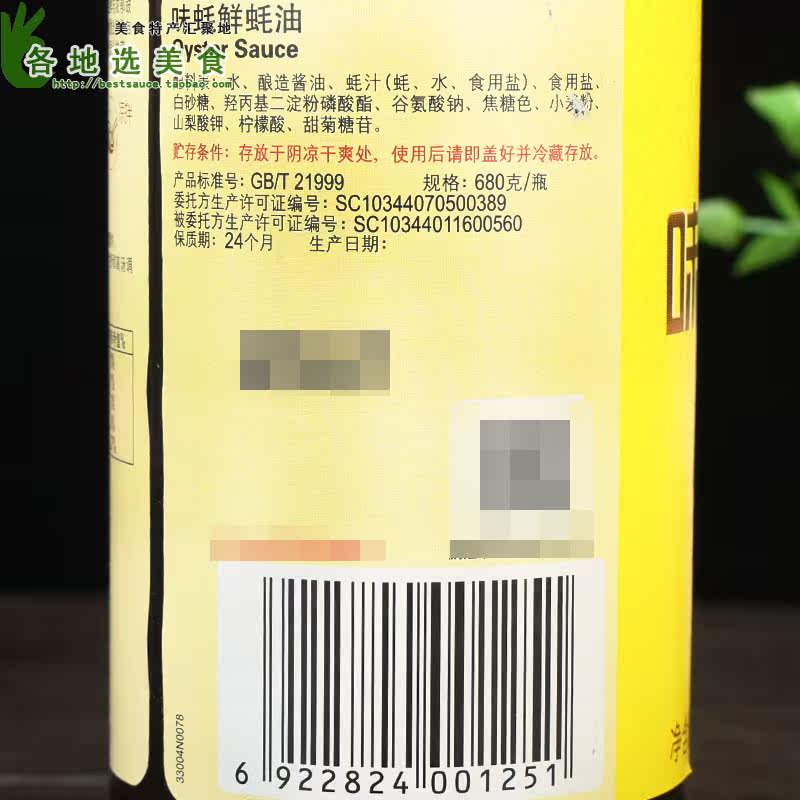 味蚝鲜蚝油
美食特产汇聚地
各地选美食
http://bestsauce.taobao.com
Oyster Sauce
水、酿造酱油、蚝汁(蚝、水、食用盐)、食用盐、
白砂糖、羟丙基二淀粉磷酸酯、谷氨酸钠、焦糖色、小麦粉、
山梨酸钾、柠檬酸、甜菊糖苷。
贮存条件：存放于阴凉干爽处，使用后请即盖好并冷藏存放。
产品标准号：GB/T 21999 规格：680克/瓶
委托方生产许可证编号：SC10344070500389
被委托方生产许可证编号：SC10344011600560
保质期：24个月 生产日期：
味
净
33004N0078
6 922824 001251